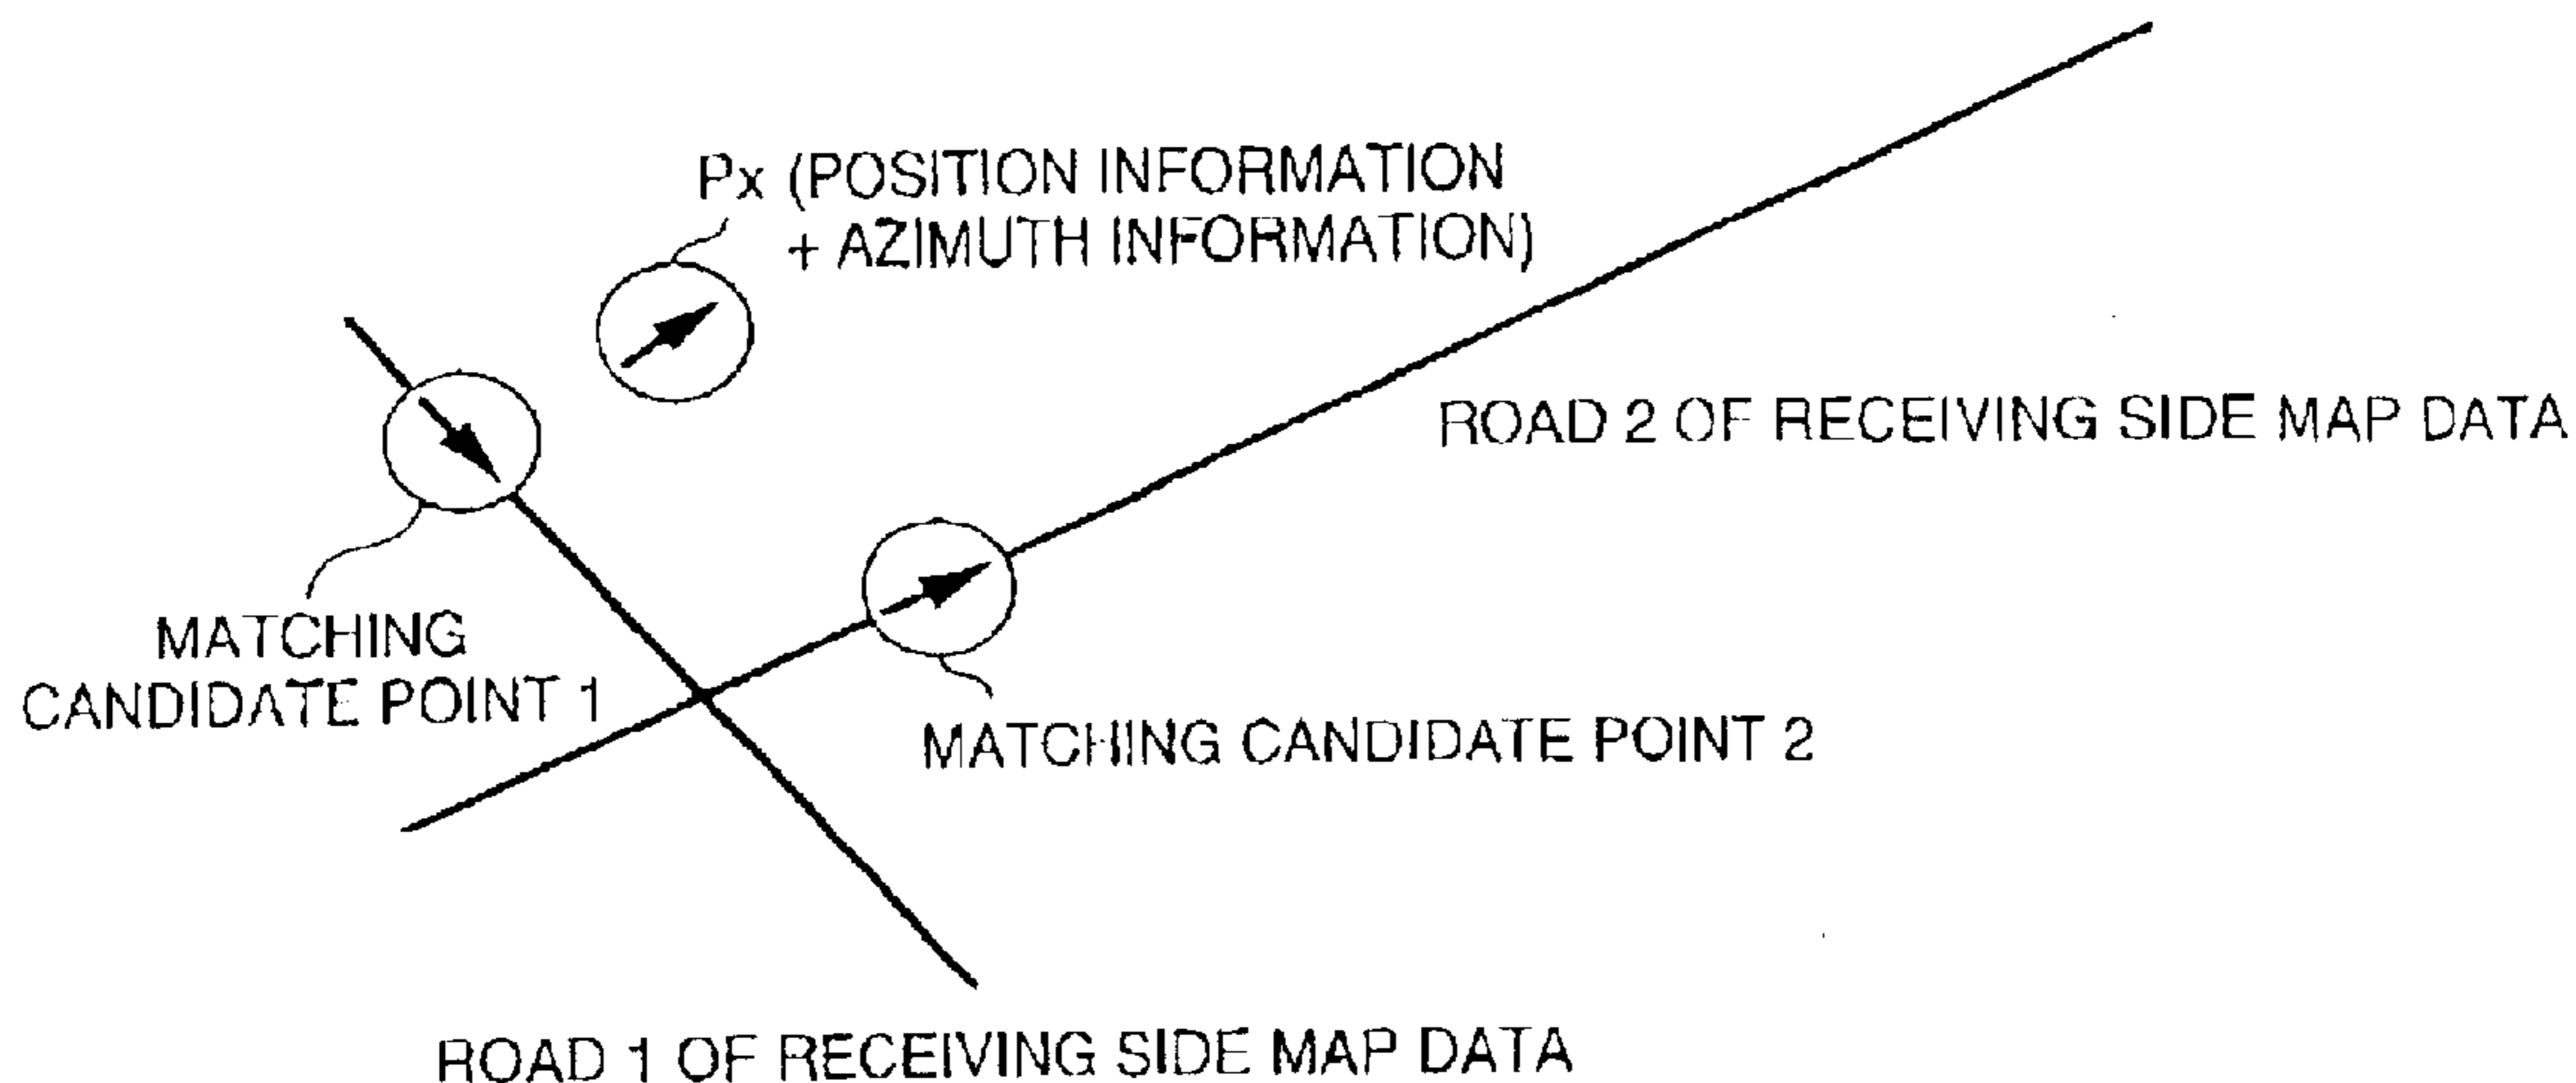 Px (POSITION INFORMATION
+ AZIMUTH INFORMATION)
ROAD 2 OF RECEIVING SIDE MAP DATA
MATCHING
CANDIDATE POINT 1
MATCHING CANDIDATE POINT 2
ROAD 1 OF RECEIVING SIDE MAP DATA